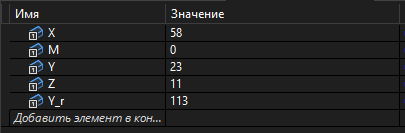 Имя Значение
X 58
M 0
Y 23
Z 11
Y_r 113
Добавить элемент в кон...